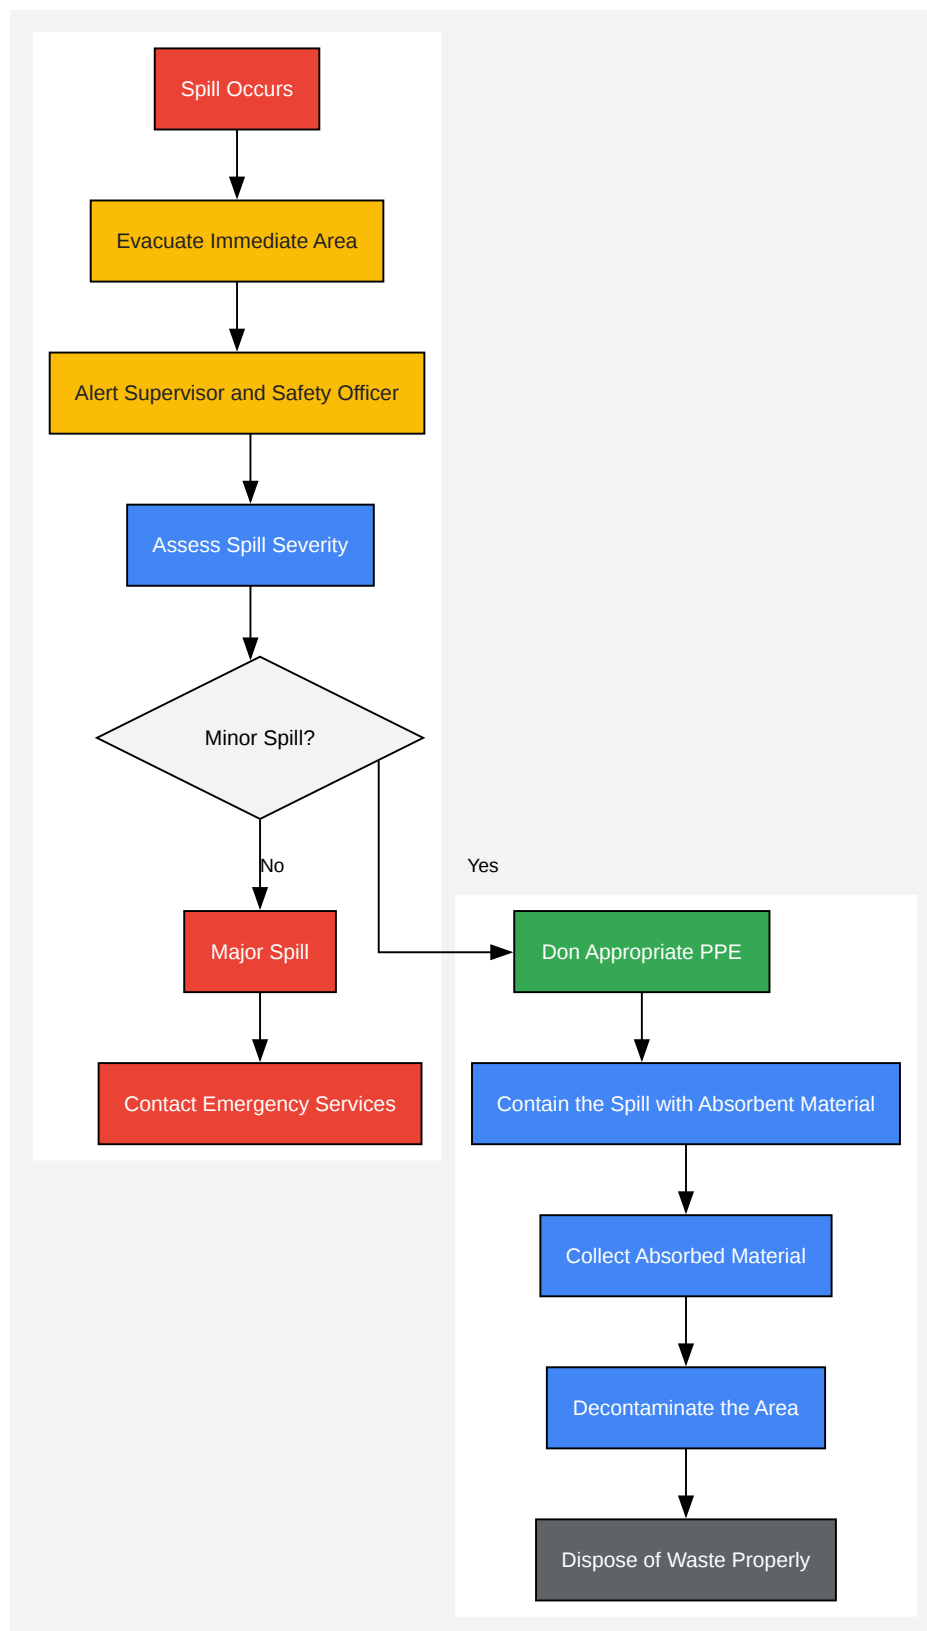 Spill Occurs
Evacuate Immediate Area
Alert Supervisor and Safety Officer
Assess Spill Severity
Minor Spill?
No
Yes
Major Spill
Don Appropriate PPE
Contact Emergency Services
Contain the Spill with Absorbent Material
Collect Absorbed Material
Decontaminate the Area
Dispose of Waste Properly